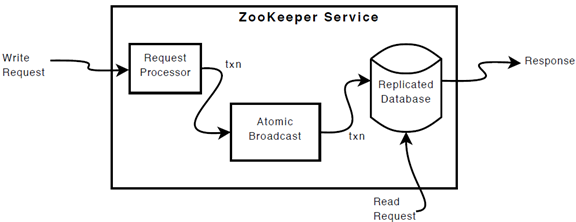 ZooKeeper Service
Write
Request
Request
Processor
txn
Atomic
Broadcast
txn
Replicated
Database
Response
Read
Request